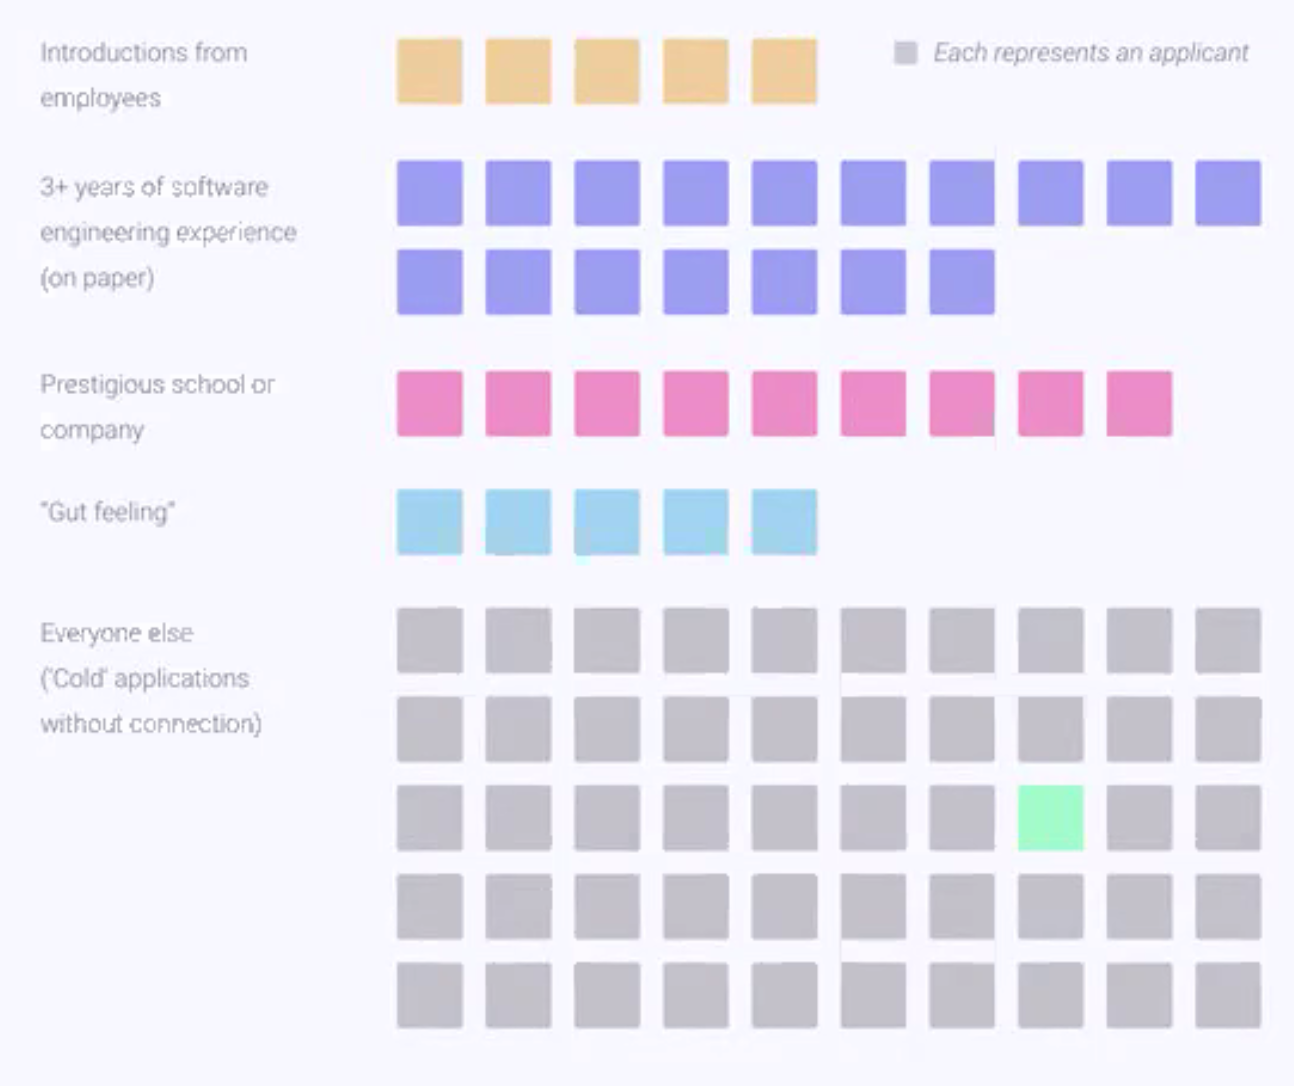 Introductions from
employees
Each represents an applicant
3+ years of software
engineering experience
(on paper)
Prestigious school or
company
"Gut feeling"
Everyone else
('Cold' applications
without connection)